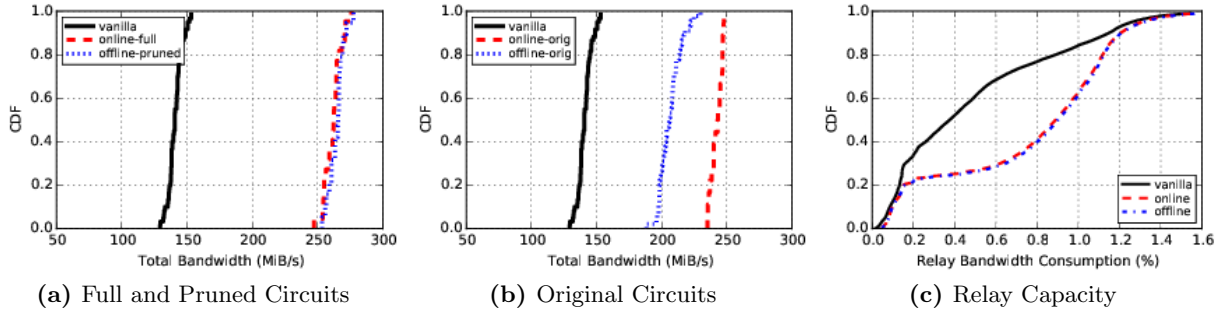 1.0
0.8
0.6
0.4
0.2
0.0
CDF
vanilla
online-full
offline-pruned
50 100 150 200 250 300
Total Bandwidth (MiB/s)
(a) Full and Pruned Circuits
1.0
0.8
0.6
0.4
0.2
0.0
CDF
vanilla
online-orig
offline-orig
50 100 150 200 250 300
Total Bandwidth (MiB/s)
(b) Original Circuits
1.0
0.8
0.6
0.4
0.2
0.0
CDF
vanilla
online
offline
0.0 0.2 0.4 0.6 0.8 1.0 1.2 1.4 1.6
Relay Bandwidth Consumption (%)
(c) Relay Capacity